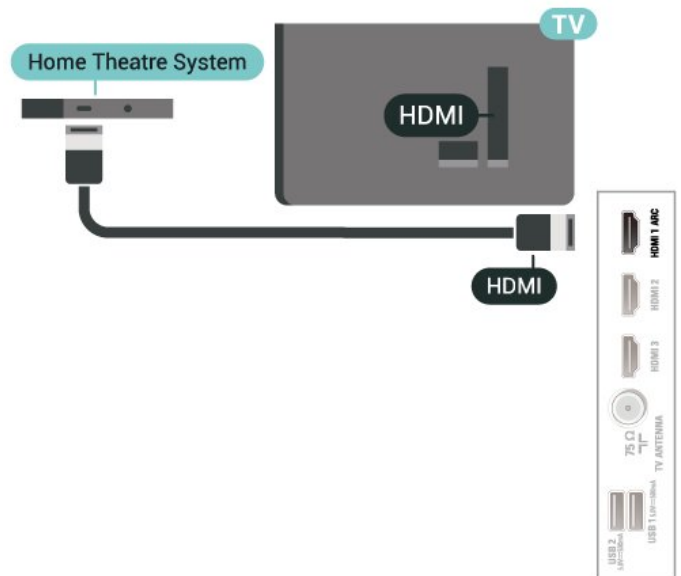 TV
Home Theatre System
HDMI
HDMI
HDMI 1 ARC
HDMI 2
HDMI 3
75 Ω
TV ANTENNA
USB 1
USB 2